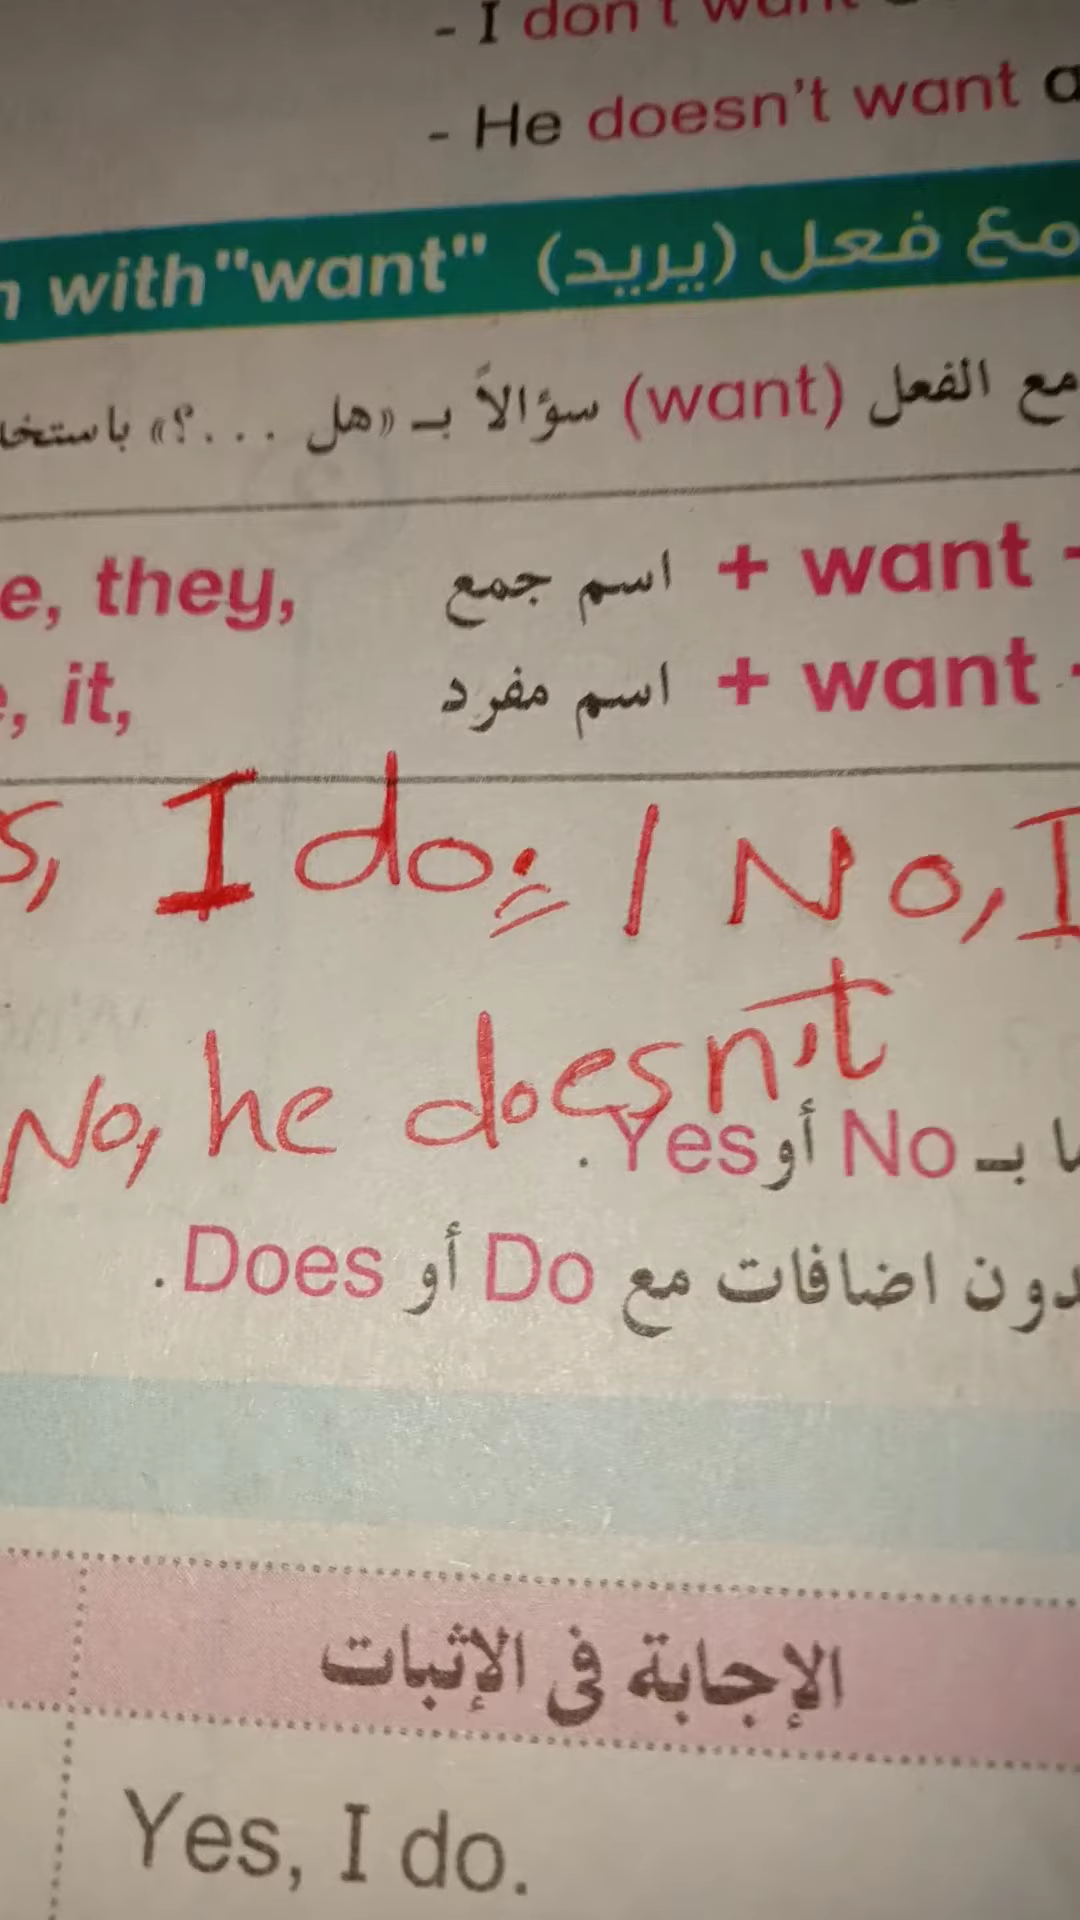 - I don't want
- He doesn't want
with "want" مع فعل (يريد)
مع الفعل (want) سؤالاً بـ «هل ...؟»
they, اسم جمع + want
it, اسم مفرد + want
I do. / No, I
No, he doesn't
بـ No أو Yes.
اضافات مع Do أو Does.
الإجابة فى الإثبات
Yes, I do.